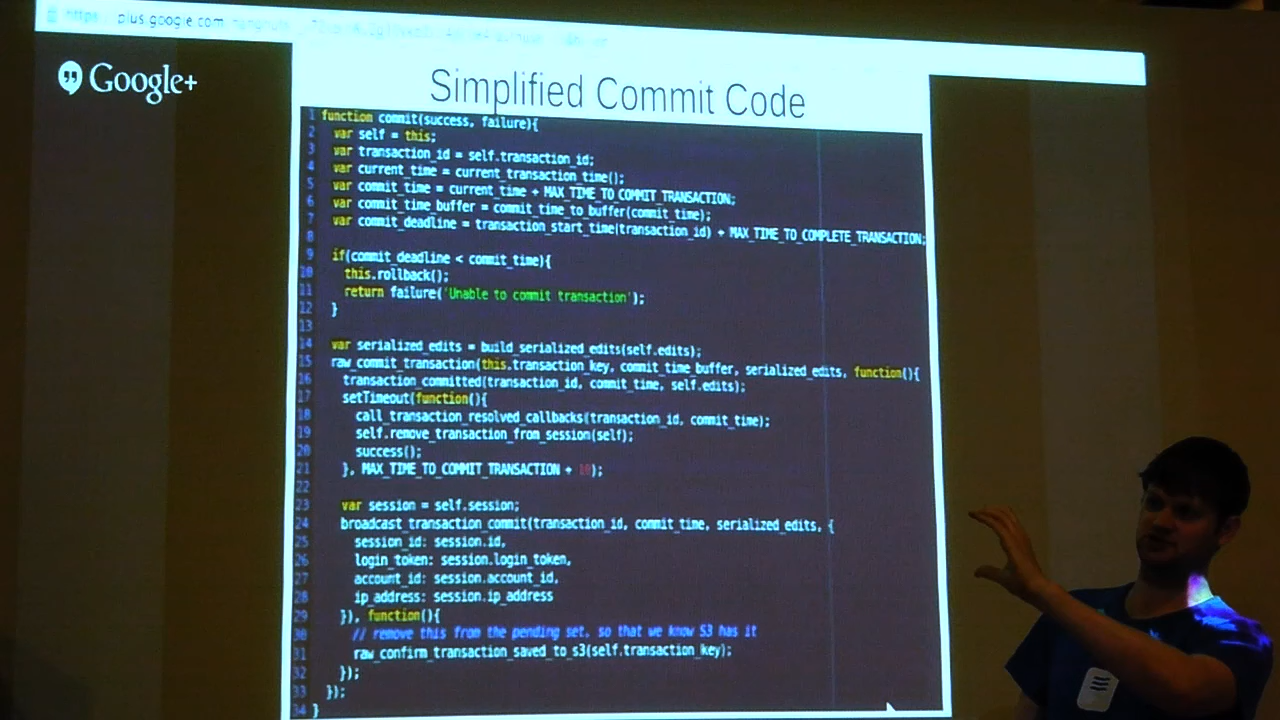 https: plus.google.com
Google+
Simplified Commit Code
1 function commit(success, failure){
2 var self = this;
3 var transaction_id = self.transaction_id;
4 var current_time = current_transaction_time();
5 var commit_time = current_time + MAX_TIME_TO_COMMIT_TRANSACTION;
6 var commit_time_buffer = commit_time_to_buffer(commit_time);
7 var commit_deadline = transaction_start_time(transaction_id) + MAX_TIME_TO_COMPLETE_TRANSACTION;
8
9 if(commit_deadline < commit_time){
10 this.rollback();
11 return failure('Unable to commit transaction');
12 }
13
14 var serialized_edits = build_serialized_edits(self.edits);
15 raw_commit_transaction(this.transaction_key, commit_time_buffer, serialized_edits, function(){
16 transaction_committed(transaction_id, commit_time, self.edits);
17 setTimeout(function(){
18 call_transaction_resolved_callbacks(transaction_id, commit_time);
19 self.remove_transaction_from_session(self);
20 success();
21 }, MAX_TIME_TO_COMMIT_TRANSACTION + 10);
22
23 var session = self.session;
24 broadcast_transaction_commit(transaction_id, commit_time, serialized_edits, {
25 session_id: session.id,
26 login_token: session.login_token,
27 account_id: session.account_id,
28 ip_address: session.ip_address
29 }), function(){
30 // remove this from the pending set, so that we know S3 has it
31 raw_confirm_transaction_saved_to_s3(self.transaction_key);
32 });
33 });
34 }